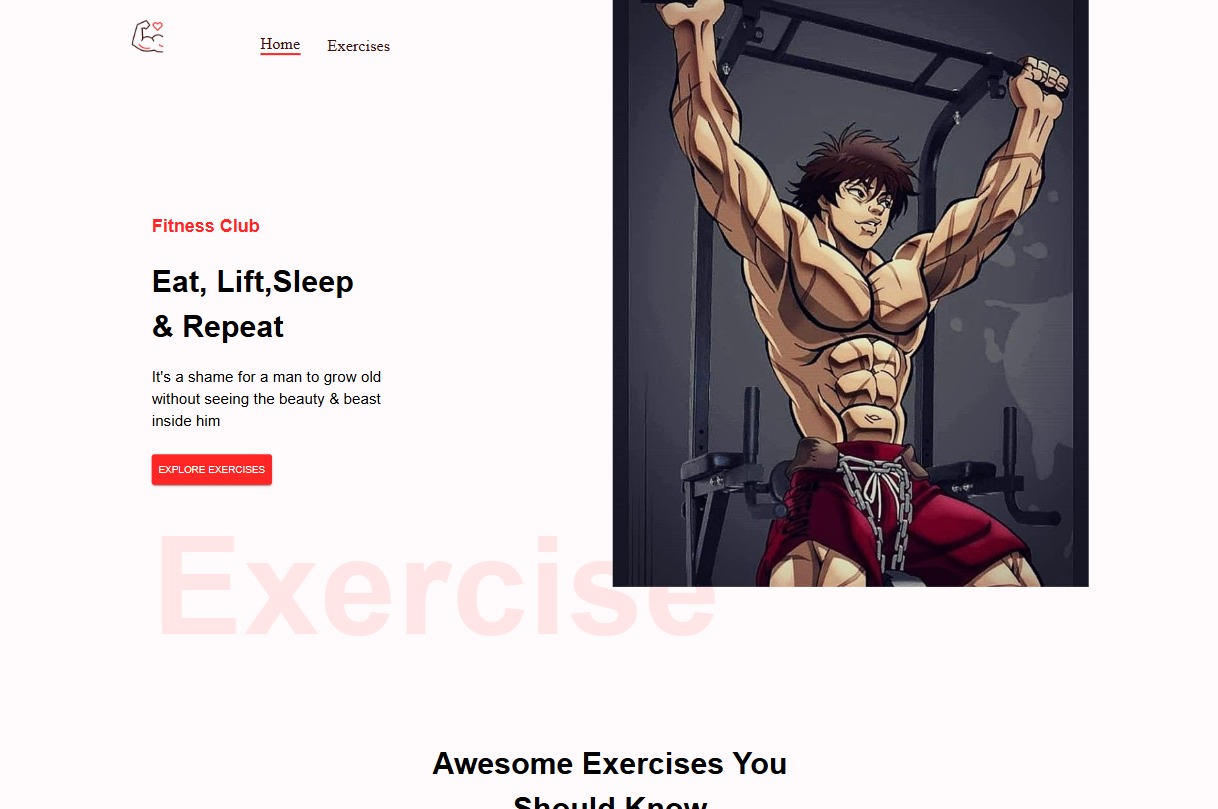 Home
Exercises
Fitness Club
Eat, Lift,Sleep
& Repeat
It's a shame for a man to grow old
without seeing the beauty & beast
inside him
EXPLORE EXERCISES
Exercise
Awesome Exercises You
Should Know